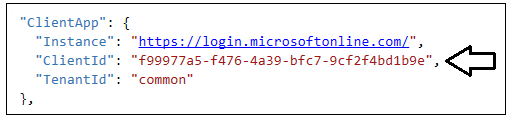 "ClientApp": {
"Instance": "https://login.microsoftonline.com/",
"ClientId": "f99977a5-f476-4a39-bfc7-9cf2f4bd1b9e",
"TenantId": "common"
},